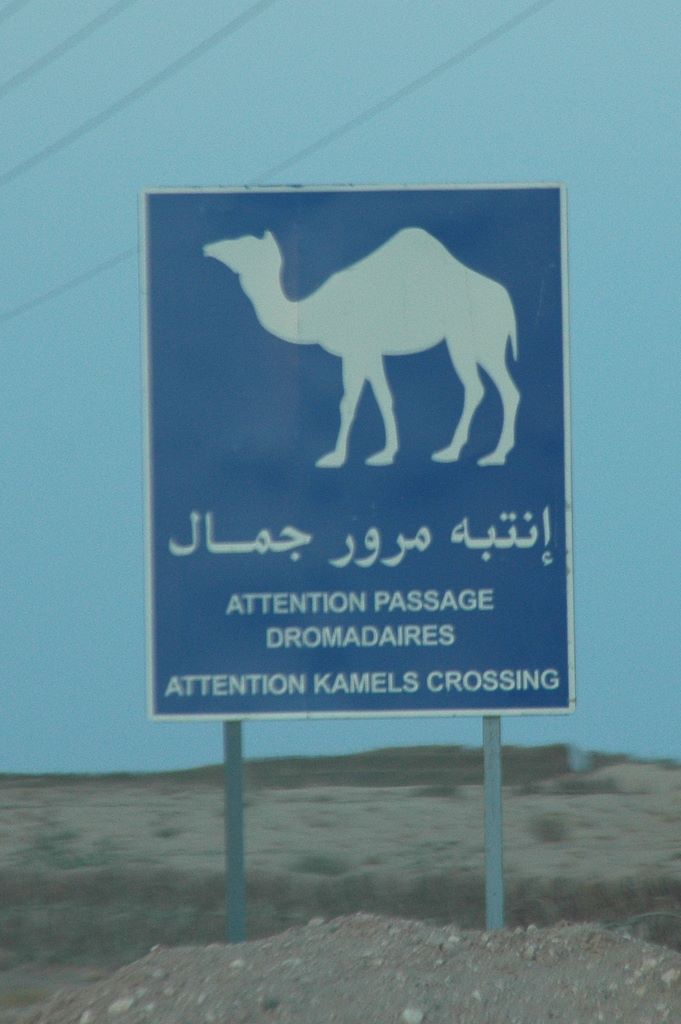 إنتبه مرور جمال
ATTENTION PASSAGE
DROMADAIRES
ATTENTION KAMELS CROSSING